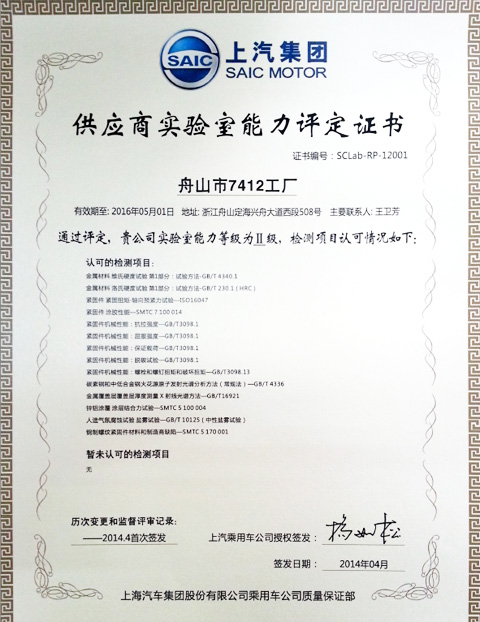 SAIC
上汽集团
SAIC MOTOR
供应商实验室能力评定证书
证书编号：SCLab-RP-12001
舟山市7412工厂
有效期至: 2016年05月01日 地址: 浙江舟山定海兴舟大道西段508号 主要联系人: 王卫芳
通过评定，贵公司实验室能力等级为Ⅱ级，检测项目认可情况如下：
认可的检测项目：
金属材料 维氏硬度试验 第1部分：试验方法-GB/T 4340.1
金属材料 洛氏硬度试验 第1部分：试验方法-GB/T 230.1（HRC）
紧固件 紧固扭矩-轴向预紧力试验—ISO16047
紧固件 涂胶性能—SMTC 7 100 014
紧固件机械性能：抗拉强度—GB/T3098.1
紧固件机械性能：屈服强度—GB/T3098.1
紧固件机械性能：保证载荷—GB/T3098.1
紧固件机械性能：脱碳试验—GB/T3098.1
紧固件机械性能：螺栓和螺钉扭矩和破坏扭矩—GB/T3098.13
碳素钢和中低合金钢火花源原子发射光谱分析方法（常规法）—GB/T 4336
金属覆盖层覆盖层厚度测量 X 射线光谱方法—GB/T16921
锌铝涂覆 涂层结合力试验—SMTC 5 100 004
人造气氛腐蚀试验 盐雾试验—GB/T 10125（中性盐雾试验）
钢制螺纹紧固件材料和制造商缺陷—SMTC 5 170 001
暂未认可的检测项目
无
历次变更和监督评审记录：
——2014.4首次签发
上汽乘用车公司授权签发：
签发日期： 2014年04月
上海汽车集团股份有限公司乘用车公司质量保证部